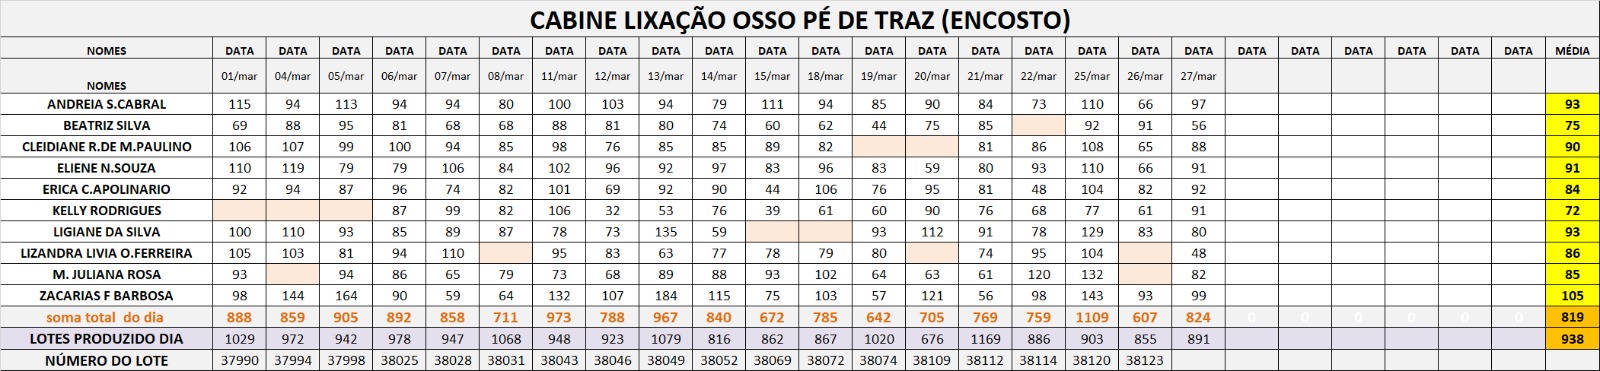 CABINE LIXAÇÃO OSSO PÉ DE TRAZ (ENCOSTO)
NOMES DATA DATA DATA DATA DATA DATA DATA DATA DATA DATA DATA DATA DATA DATA DATA DATA DATA DATA DATA DATA DATA DATA DATA DATA DATA MÉDIA
NOMES 01/mar 04/mar 05/mar 06/mar 07/mar 08/mar 11/mar 12/mar 13/mar 14/mar 15/mar 18/mar 19/mar 20/mar 21/mar 22/mar 25/mar 26/mar 27/mar
ANDREIA S.CABRAL 115 94 113 94 94 80 100 103 94 79 111 94 85 90 84 73 110 66 97 93
BEATRIZ SILVA 69 88 95 81 68 68 88 81 80 74 60 62 44 75 85 92 91 56 75
CLEIDIANE R.DE M.PAULINO 106 107 99 100 94 85 98 76 85 85 89 82 81 86 108 65 88 90
ELIENE N.SOUZA 110 119 79 79 106 84 102 96 92 97 83 96 83 59 80 93 110 66 91 91
ERICA C.APOLINARIO 92 94 87 96 74 82 101 69 92 90 44 106 76 95 81 48 104 82 92 84
KELLY RODRIGUES 87 99 82 106 32 53 76 39 61 60 90 76 68 77 61 91 72
LIGIANE DA SILVA 100 110 93 85 89 87 78 73 135 59 93 112 91 78 129 83 80 93
LIZANDRA LIVIA O.FERREIRA 105 103 81 94 110 95 83 63 77 78 79 80 74 95 104 48 86
M. JULIANA ROSA 93 94 86 65 79 73 68 89 88 93 102 64 63 61 120 132 82 85
ZACARIAS F BARBOSA 98 144 164 90 59 64 132 107 184 115 75 103 57 121 56 98 143 93 99 105
soma total do dia 888 859 905 892 858 711 973 788 967 840 672 785 642 705 769 759 1109 607 824 0 0 0 0 0 0 819
LOTES PRODUZIDO DIA 1029 972 942 978 947 1068 948 923 1079 816 862 867 1020 676 1169 886 903 855 891 938
NÚMERO DO LOTE 37990 37994 37998 38025 38028 38031 38043 38046 38049 38052 38069 38072 38074 38109 38112 38114 38120 38123